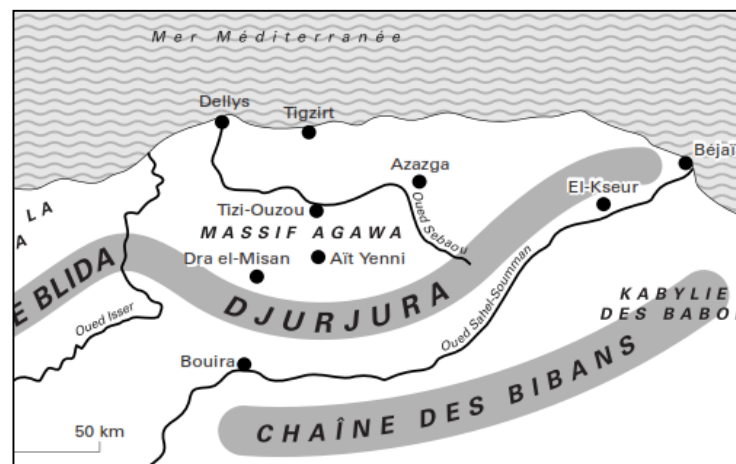 Mer Méditerranée
Dellys
Tigzirt
Béjaï
Azazga
El-Kseur
LA
A
Tizi-Ouzou
Oued Sebaou
MASSIF AGAWA
Dra el-Misan
Aït Yenni
E BLIDA
DJURJURA
Oued Isser
Oued Sahel-Soumman
KABYLIE
DES BABO
Bouira
CHAÎNE DES BIBANS
50 km